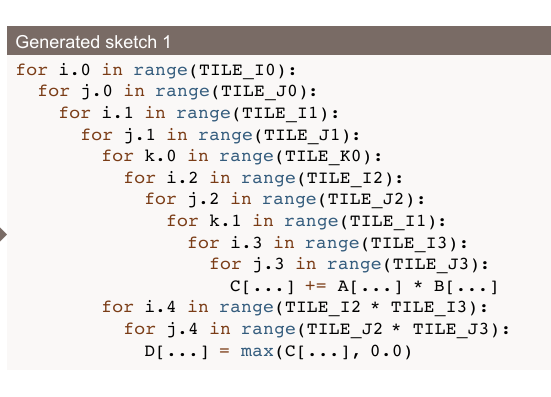 Generated sketch 1
for i.0 in range(TILE_I0):
  for j.0 in range(TILE_J0):
    for i.1 in range(TILE_I1):
      for j.1 in range(TILE_J1):
        for k.0 in range(TILE_K0):
          for i.2 in range(TILE_I2):
            for j.2 in range(TILE_J2):
              for k.1 in range(TILE_I1):
                for i.3 in range(TILE_I3):
                  for j.3 in range(TILE_J3):
                    C[...] += A[...] * B[...]
        for i.4 in range(TILE_I2 * TILE_I3):
          for j.4 in range(TILE_J2 * TILE_J3):
            D[...] = max(C[...], 0.0)